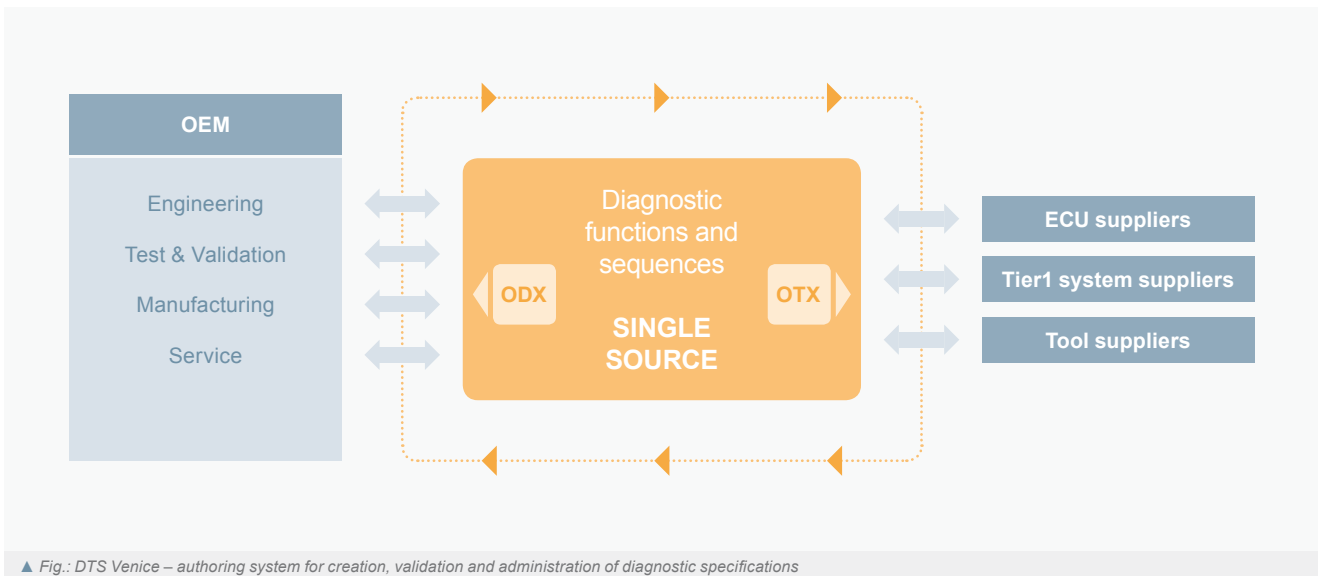 OEM
Engineering
Test & Validation
Manufacturing
Service
Diagnostic
functions and
sequences
ODX
OTX
SINGLE
SOURCE
ECU suppliers
Tier1 system suppliers
Tool suppliers
▲ Fig.: DTS Venice – authoring system for creation, validation and administration of diagnostic specifications